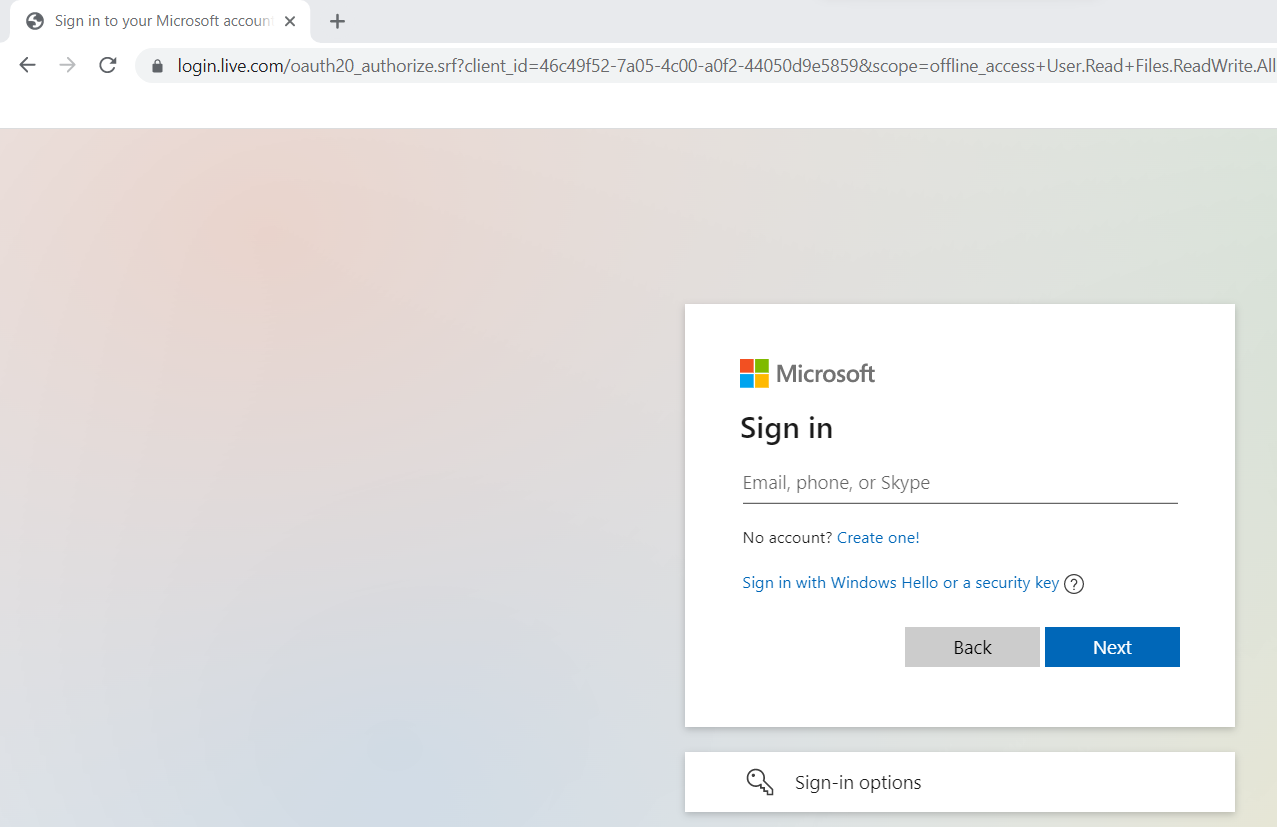 Sign in to your Microsoft accoun
login.live.com/oauth20_authorize.srf?client_id=46c49f52-7a05-4c00-a0f2-44050d9e5859&scope=offline_access+User.Read+Files.ReadWrite.All
Microsoft
Sign in
Email, phone, or Skype
No account? Create one!
Sign in with Windows Hello or a security key ?
Back Next
Sign-in options